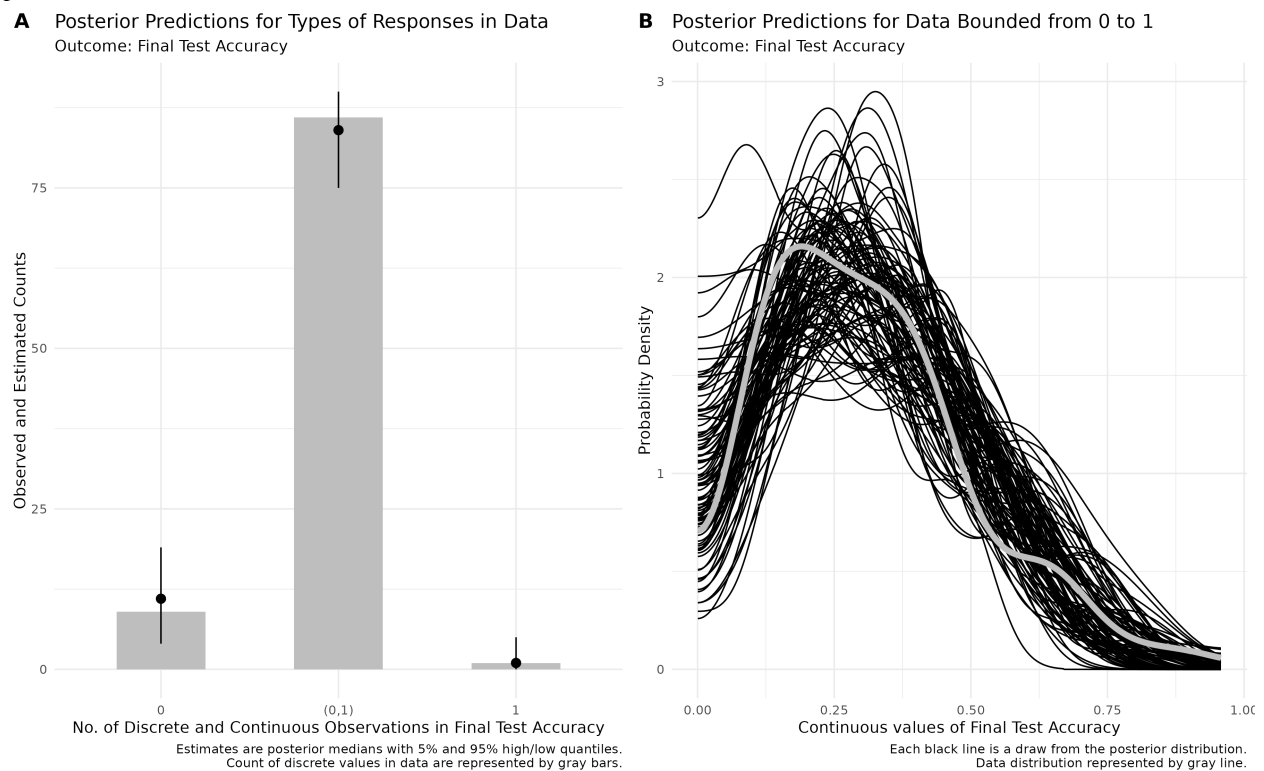 A Posterior Predictions for Types of Responses in Data
Outcome: Final Test Accuracy
Observed and Estimated Counts
75
50
25
0
0 (0,1) 1
No. of Discrete and Continuous Observations in Final Test Accuracy
Estimates are posterior medians with 5% and 95% high/low quantiles.
Count of discrete values in data are represented by gray bars.
B Posterior Predictions for Data Bounded from 0 to 1
Outcome: Final Test Accuracy
Probability Density
3
2
1
0
0.00 0.25 0.50 0.75 1.00
Continuous values of Final Test Accuracy
Each black line is a draw from the posterior distribution.
Data distribution represented by gray line.